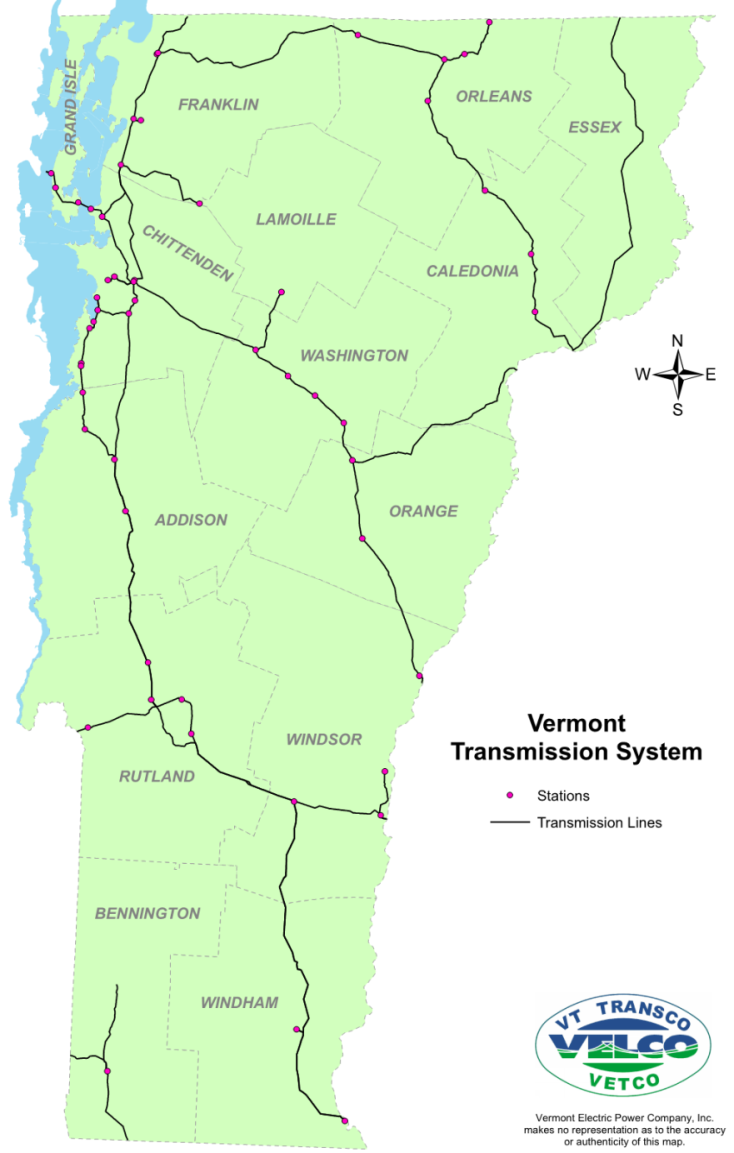 GRAND ISLE
FRANKLIN
ORLEANS
ESSEX
LAMOILLE
CHITTENDEN
CALEDONIA
WASHINGTON
N
W E
S
ADDISON
ORANGE
Vermont
Transmission System
WINDSOR
RUTLAND
Stations
Transmission Lines
BENNINGTON
WINDHAM
VT TRANSCO
VELCO
VETCO
Vermont Electric Power Company, Inc.
makes no representation as to the accuracy
or authenticity of this map.